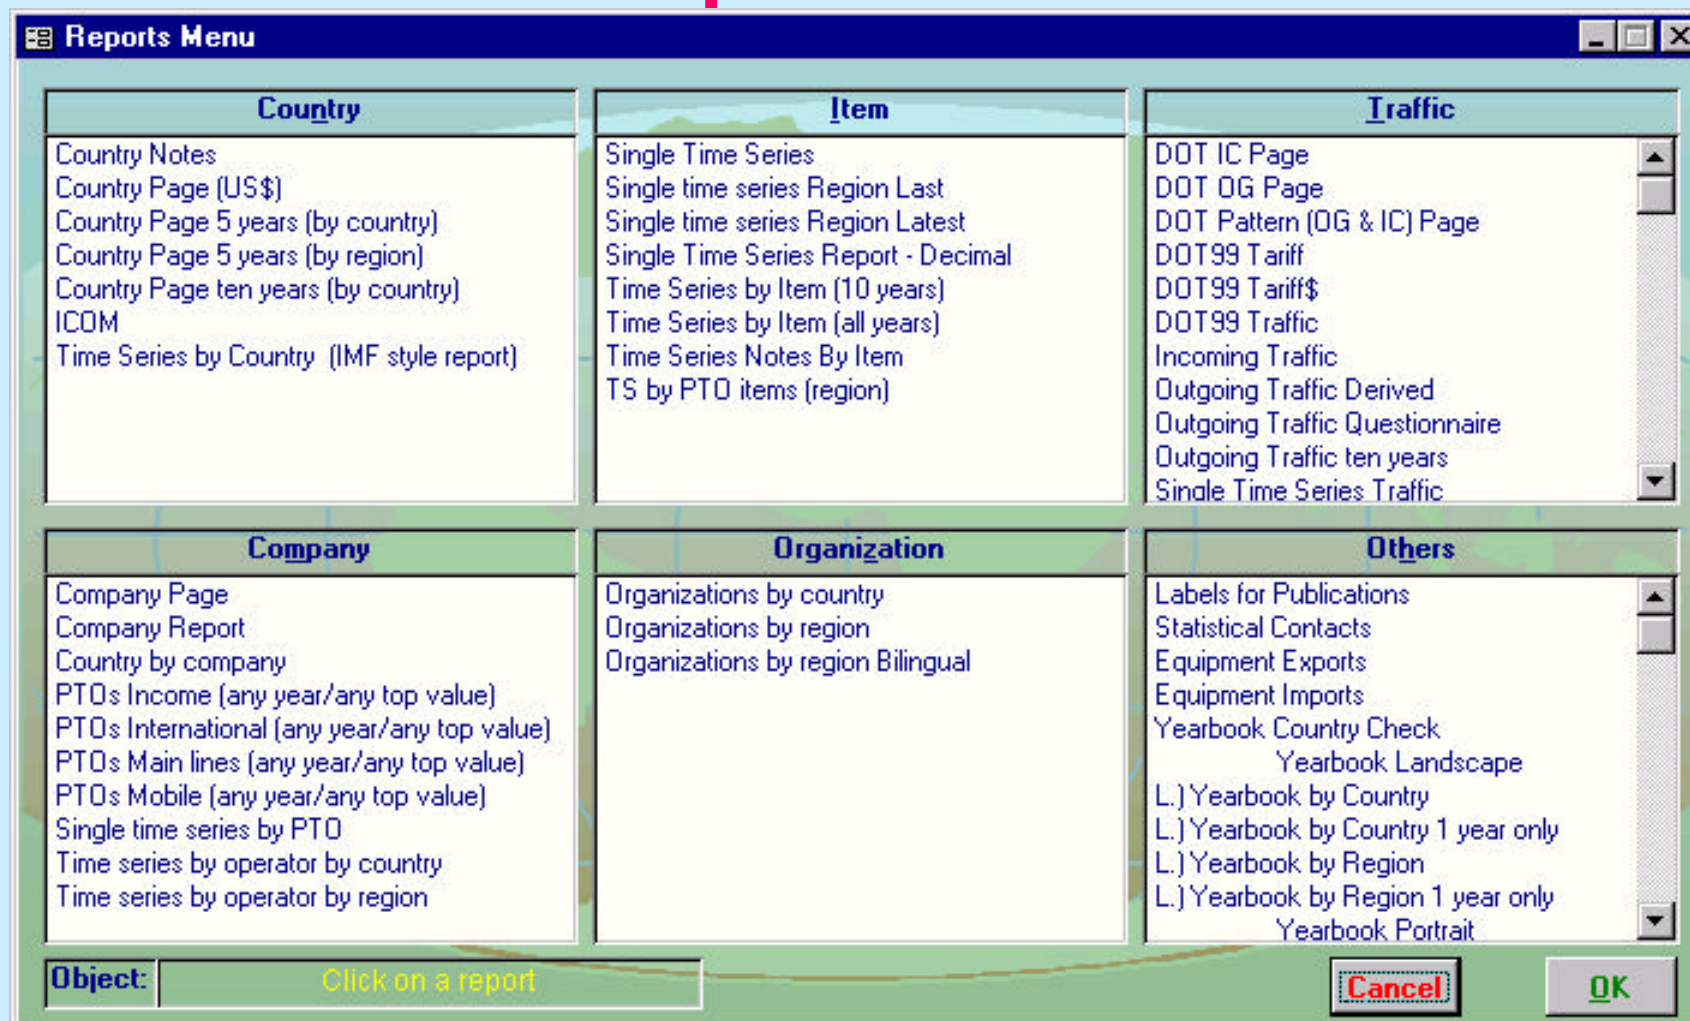 Reports Menu
Country
Country Notes
Country Page (US$)
Country Page 5 years (by country)
Country Page 5 years (by region)
Country Page ten years (by country)
ICOM
Time Series by Country  (IMF style report)
Item
Single Time Series
Single time series Region Last
Single time series Region Latest
Single Time Series Report - Decimal
Time Series by Item (10 years)
Time Series by Item (all years)
Time Series Notes By Item
TS by PTO items (region)
Traffic
DOT IC Page
DOT OG Page
DOT Pattern (OG & IC) Page
DOT99 Tariff
DOT99 Tariff$
DOT99 Traffic
Incoming Traffic
Outgoing Traffic Derived
Outgoing Traffic Questionnaire
Outgoing Traffic ten years
Single Time Series Traffic
Company
Company Page
Company Report
Country by company
PTOs Income (any year/any top value)
PTOs International (any year/any top value)
PTOs Main lines (any year/any top value)
PTOs Mobile (any year/any top value)
Single time series by PTO
Time series by operator by country
Time series by operator by region
Organization
Organizations by country
Organizations by region
Organizations by region Bilingual
Others
Labels for Publications
Statistical Contacts
Equipment Exports
Equipment Imports
Yearbook Country Check
Yearbook Landscape
L.) Yearbook by Country
L.) Yearbook by Country 1 year only
L.) Yearbook by Region
L.) Yearbook by Region 1 year only
Yearbook Portrait
Object: Click on a report
Cancel OK